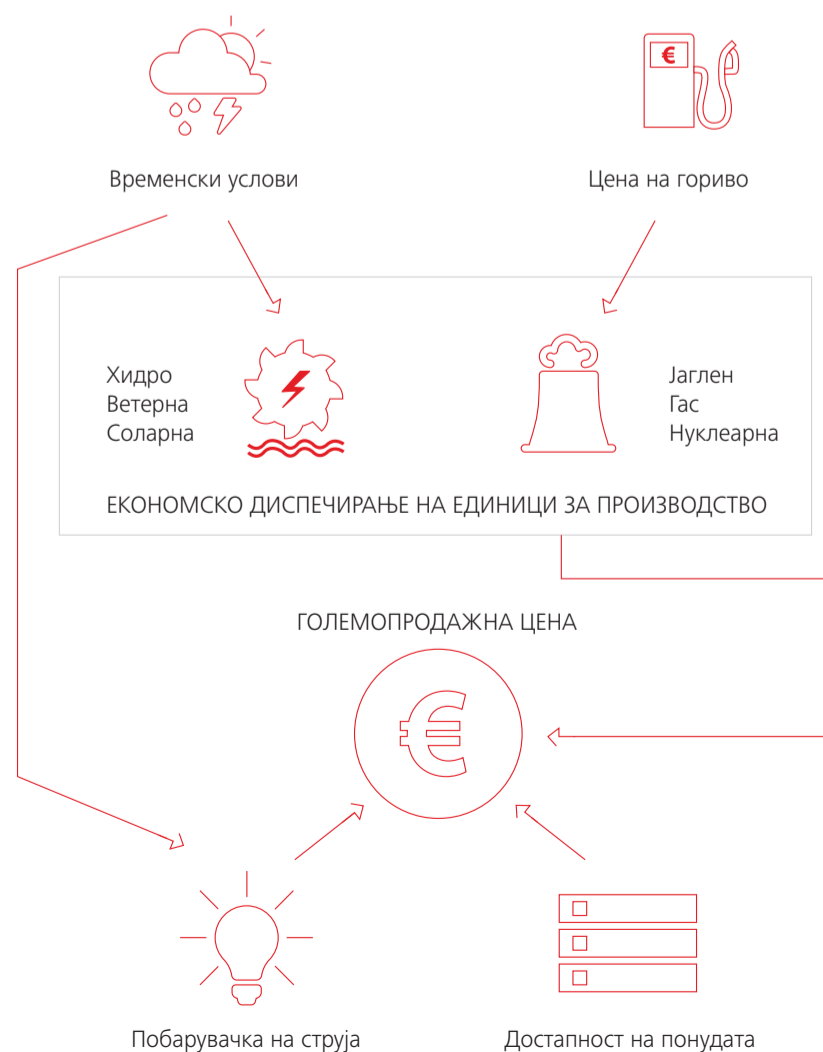 €
Временски услови
Цена на гориво
Хидро
Ветерна
Соларна
Јаглен
Гас
Нуклеарна
ЕКОНОМСКО ДИСПЕЧИРАЊЕ НА ЕДИНИЦИ ЗА ПРОИЗВОДСТВО
ГОЛЕМОПРОДАЖНА ЦЕНА
€
Побарувачка на струја
Достапност на понудата